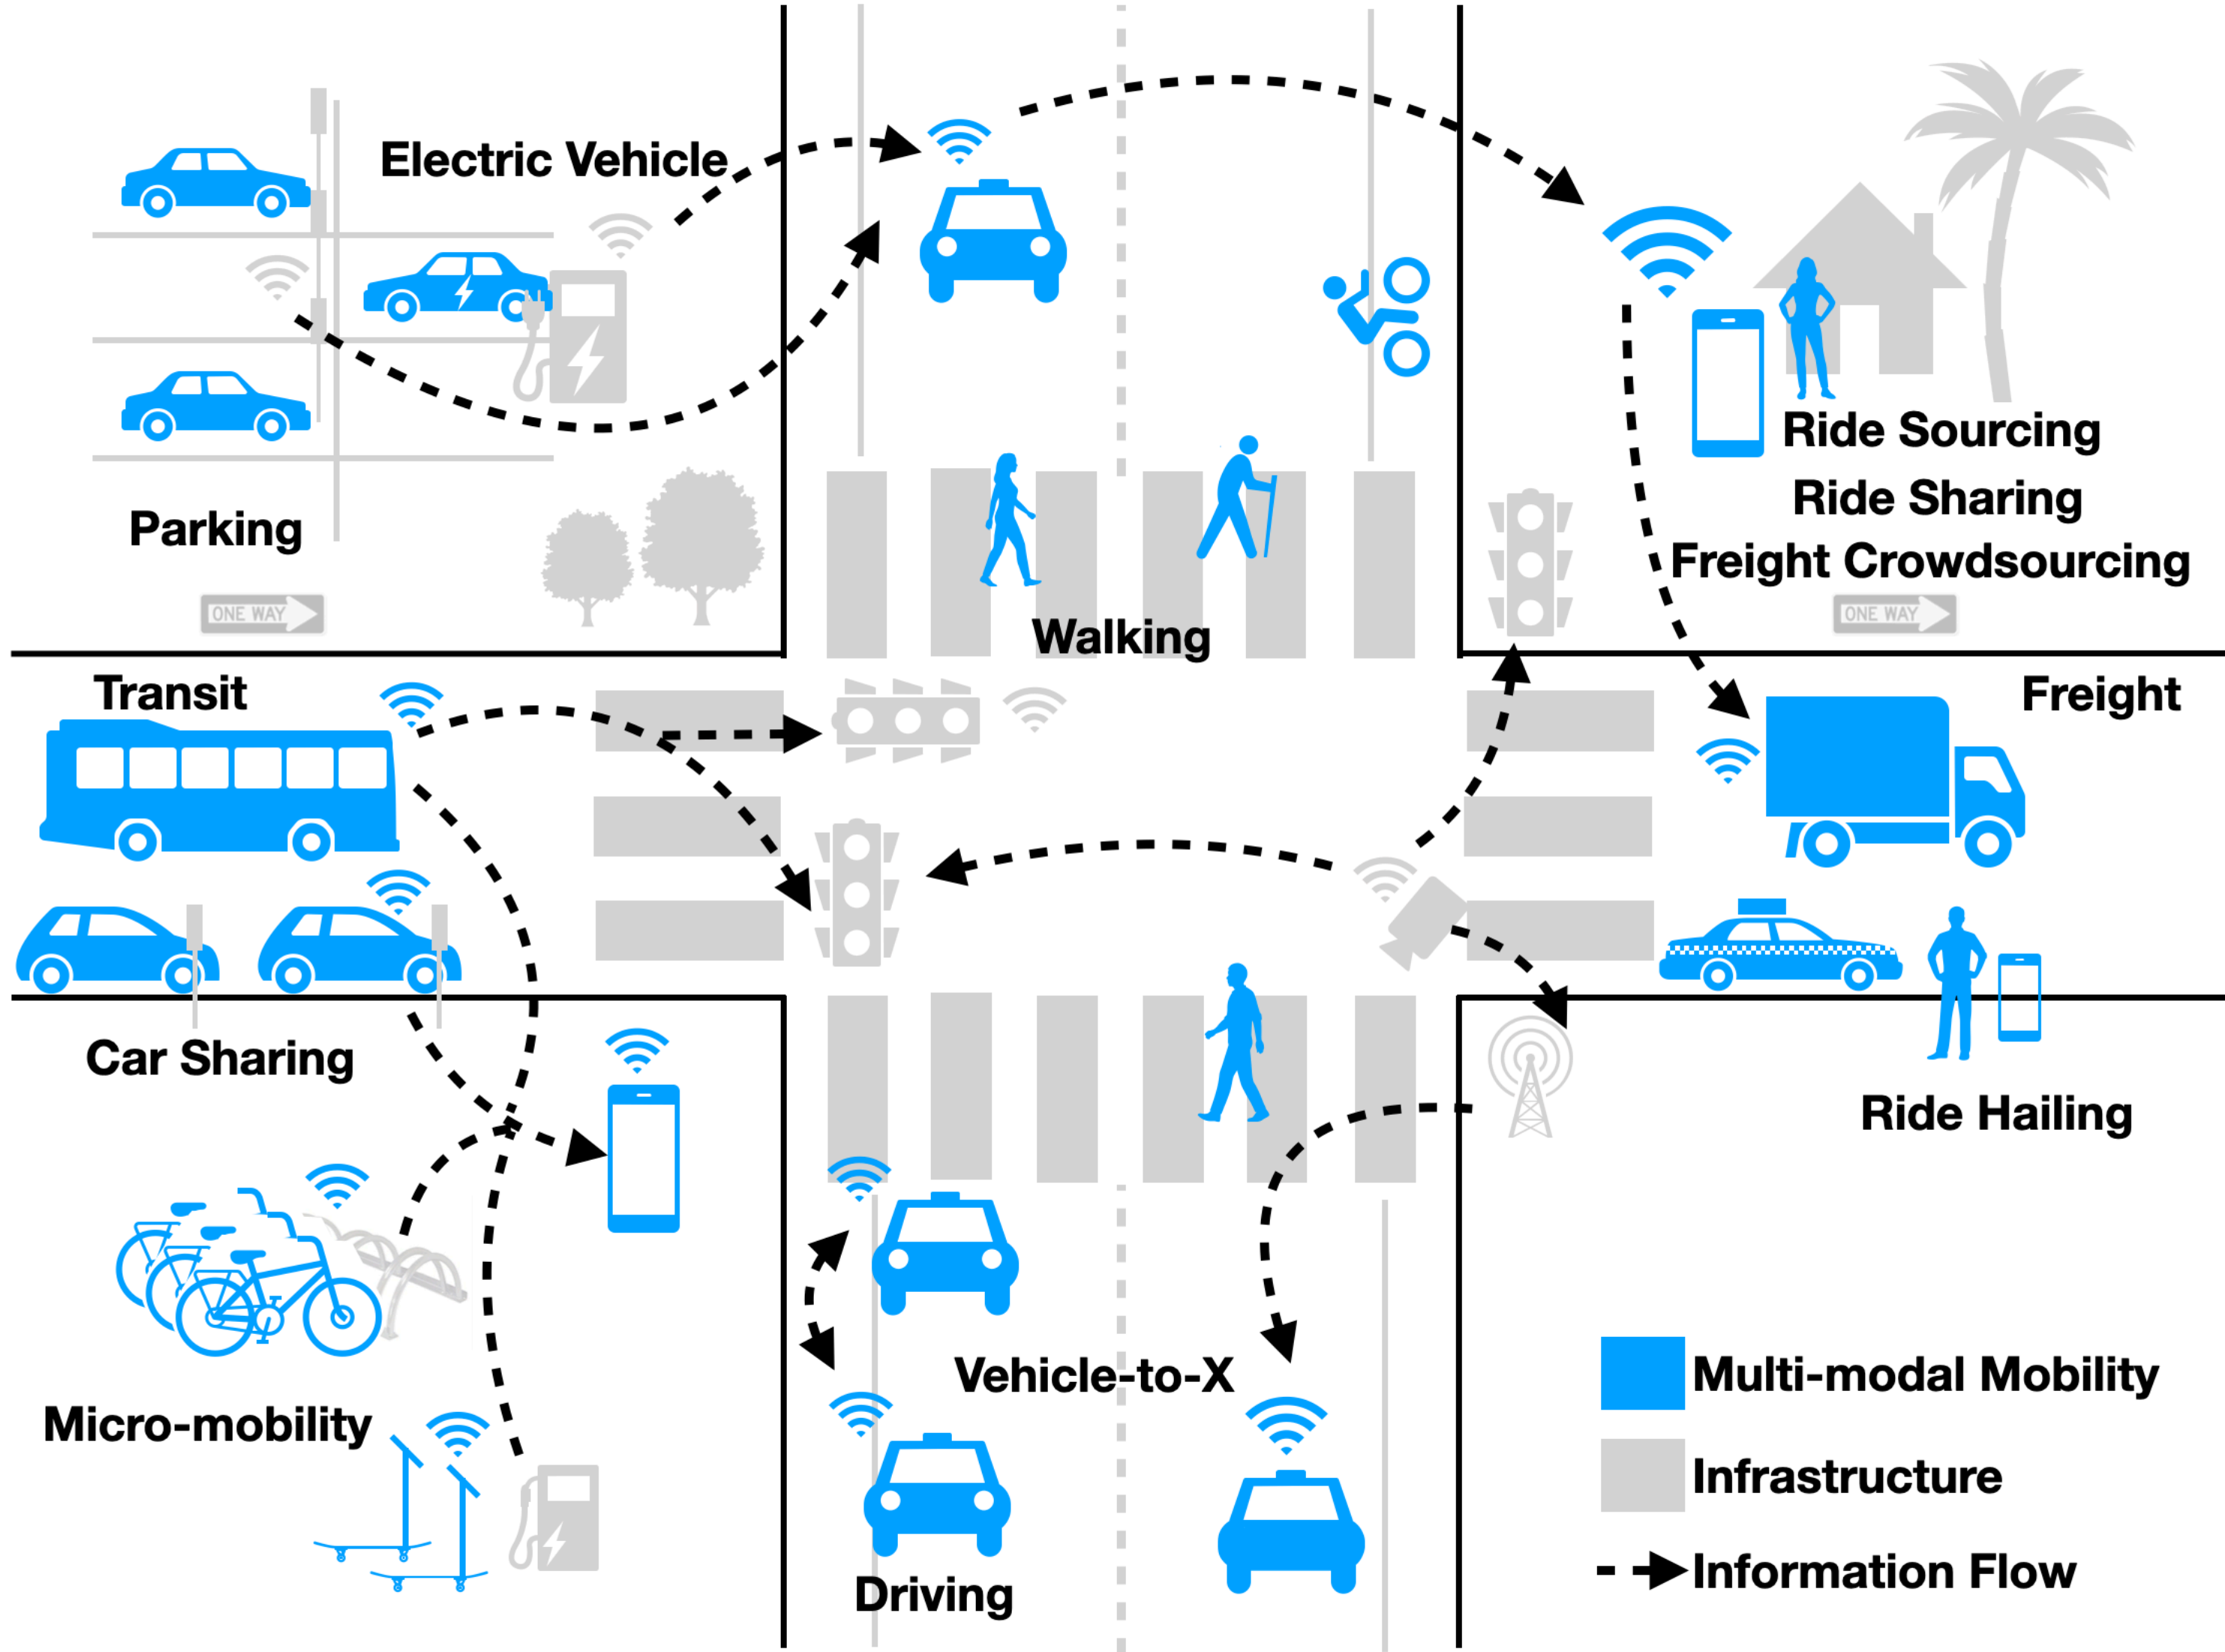 Electric Vehicle
Parking
ONE WAY
Walking
Ride Sourcing
Ride Sharing
Freight Crowdsourcing
ONE WAY
Transit
Freight
Car Sharing
Ride Hailing
Micro-mobility
Vehicle-to-X
Driving
Multi-modal Mobility
Infrastructure
Information Flow